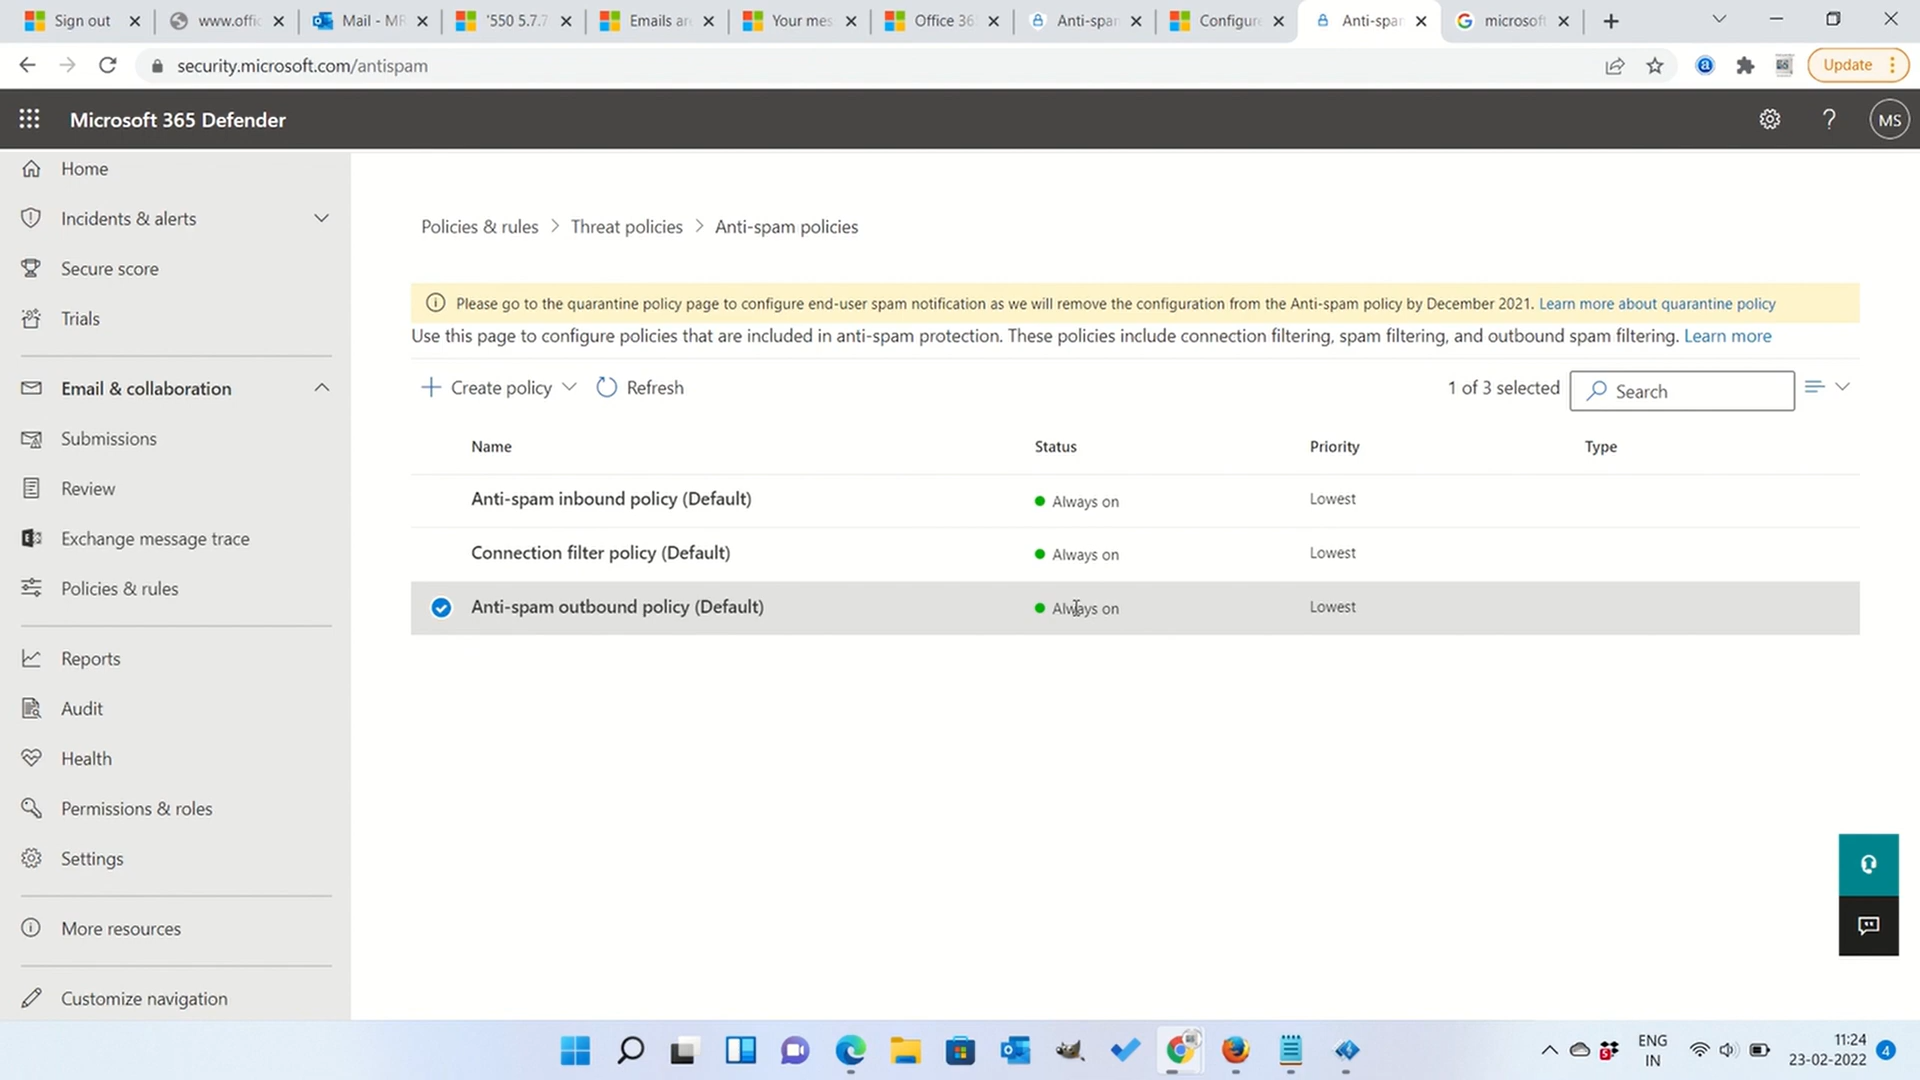 Sign out
www.offic
Mail - MR
'550 5.7.7
Emails are
Your mes
Office 36
Anti-spam
Configure
Anti-spam
microsoft
security.microsoft.com/antispam
Update
Microsoft 365 Defender
MS
Home
Incidents & alerts
Secure score
Trials
Email & collaboration
Submissions
Review
Exchange message trace
Policies & rules
Reports
Audit
Health
Permissions & roles
Settings
More resources
Customize navigation
Policies & rules > Threat policies > Anti-spam policies
Please go to the quarantine policy page to configure end-user spam notification as we will remove the configuration from the Anti-spam policy by December 2021. Learn more about quarantine policy
Use this page to configure policies that are included in anti-spam protection. These policies include connection filtering, spam filtering, and outbound spam filtering. Learn more
Create policy Refresh 1 of 3 selected Search
Name Status Priority Type
Anti-spam inbound policy (Default) Always on Lowest
Connection filter policy (Default) Always on Lowest
Anti-spam outbound policy (Default) Always on Lowest
ENG
IN
11:24
23-02-2022
4